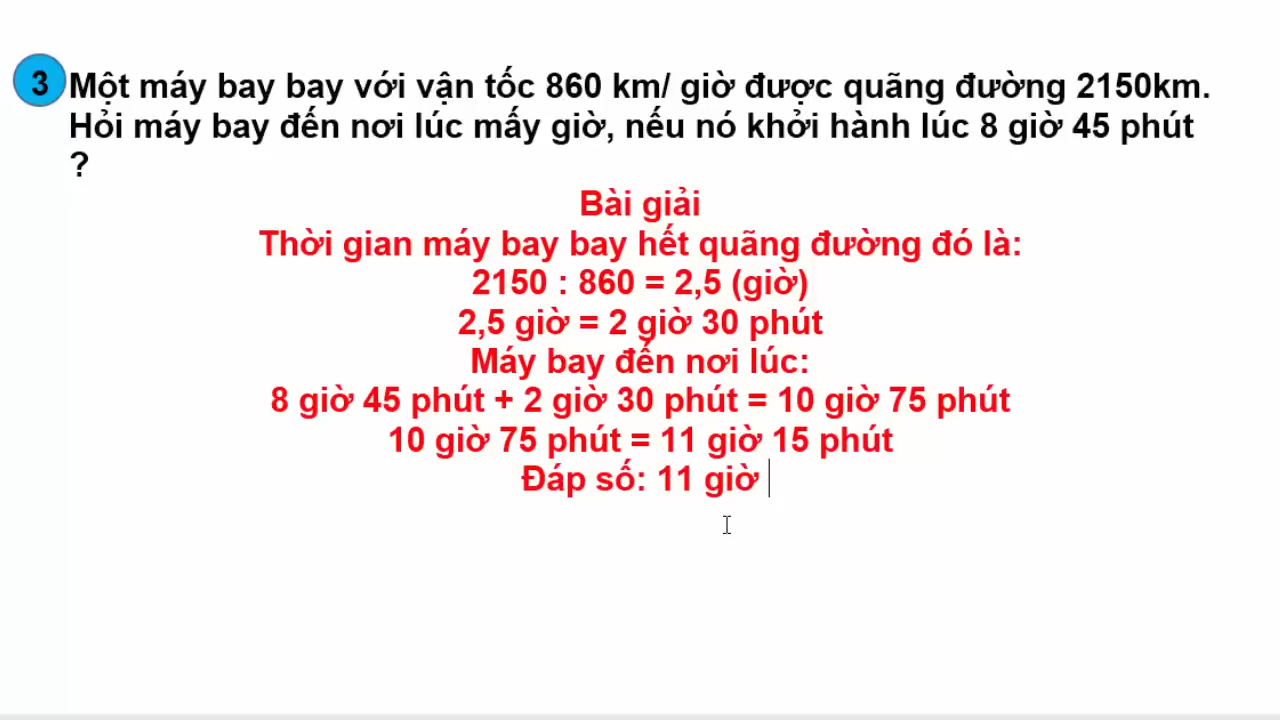 3 Một máy bay bay với vận tốc 860 km/ giờ được quãng đường 2150km.
Hỏi máy bay đến nơi lúc mấy giờ, nếu nó khởi hành lúc 8 giờ 45 phút
?
Bài giải
Thời gian máy bay bay hết quãng đường đó là:
2150 : 860 = 2,5 (giờ)
2,5 giờ = 2 giờ 30 phút
Máy bay đến nơi lúc:
8 giờ 45 phút + 2 giờ 30 phút = 10 giờ 75 phút
10 giờ 75 phút = 11 giờ 15 phút
Đáp số: 11 giờ